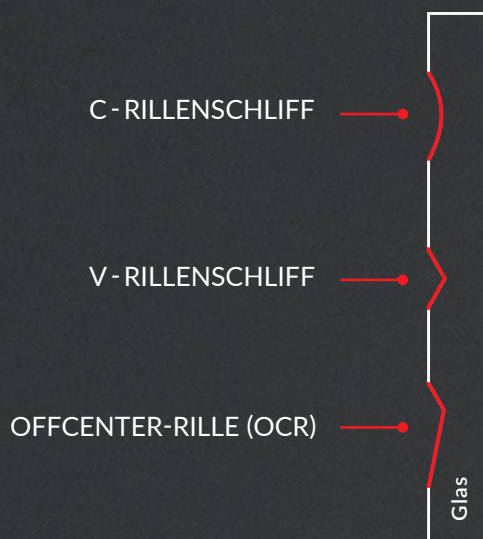 C-RILLENSCHLIFF
V-RILLENSCHLIFF
OFFCENTER-RILLE (OCR)
Glas